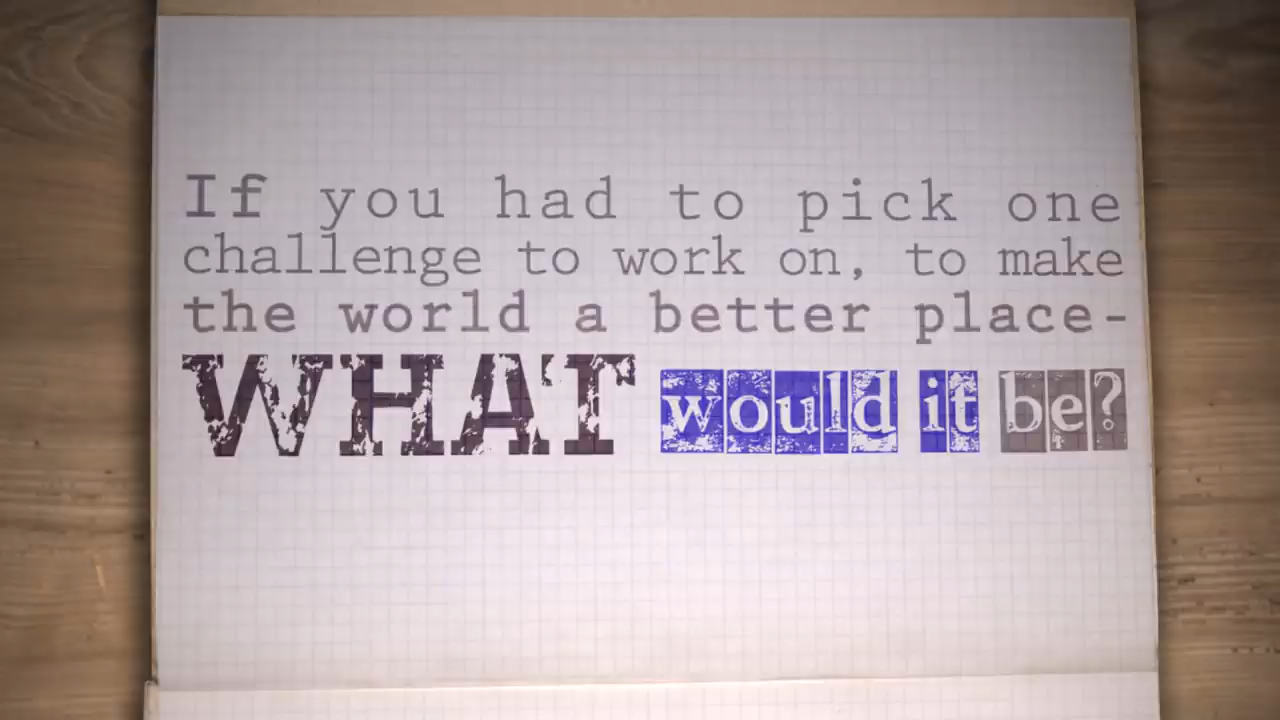 If you had to pick one
challenge to work on, to make
the world a better place-
WHAT would it be?